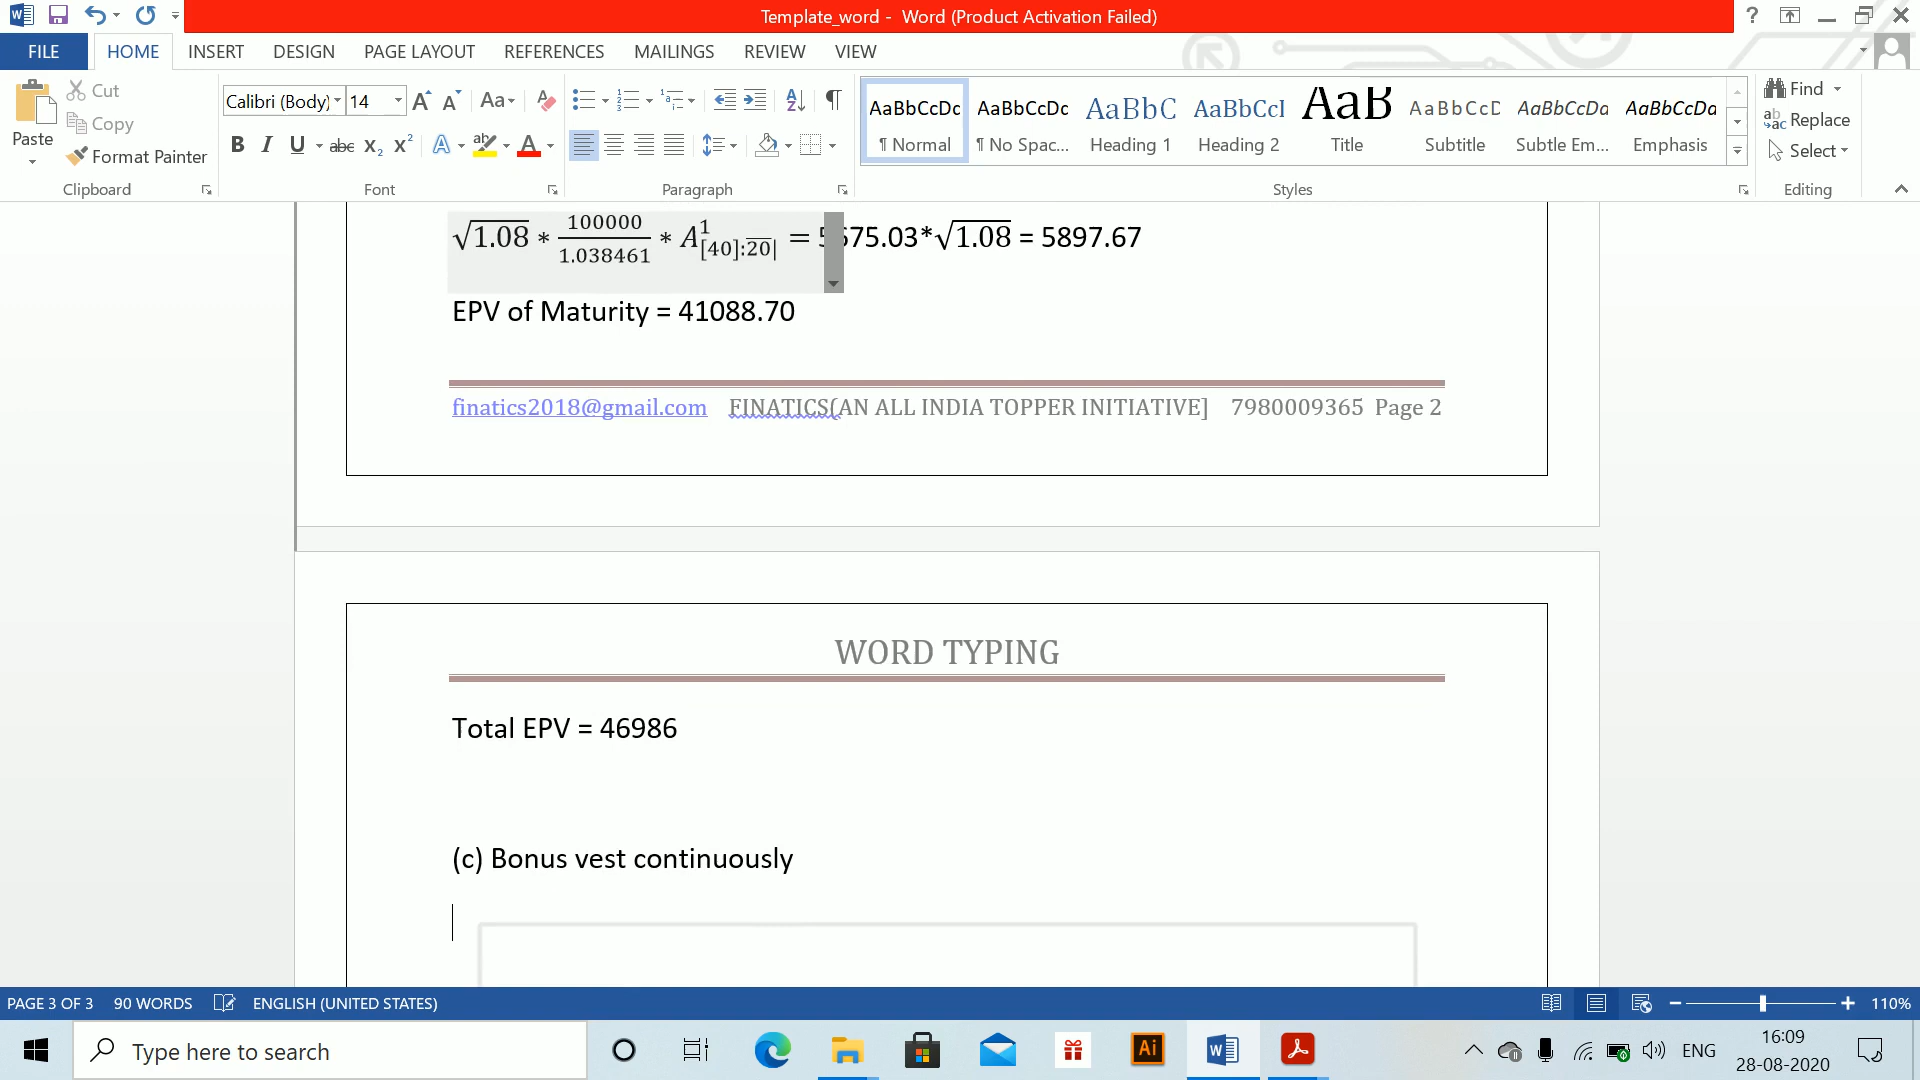 Template_word - Word (Product Activation Failed)
?
FILE HOME INSERT DESIGN PAGE LAYOUT REFERENCES MAILINGS REVIEW VIEW
Paste
Cut
Copy
Format Painter
Clipboard
Calibri (Body) 14
Font
Paragraph
AaBbCcDc AaBbCcDc AaBbC AaBbCcI AaB AaBbCcD AaBbCcDa AaBbCcDa
¶ Normal ¶ No Spac... Heading 1 Heading 2 Title Subtitle Subtle Em... Emphasis
Styles
Find
Replace
Select
Editing
√1.08 * 100000/1.038461 * A^1_[40]:20| = 5675.03*√1.08 = 5897.67
EPV of Maturity = 41088.70
finatics2018@gmail.com FINATICS(AN ALL INDIA TOPPER INITIATIVE] 7980009365 Page 2
WORD TYPING
Total EPV = 46986
(c) Bonus vest continuously
PAGE 3 OF 3 90 WORDS ENGLISH (UNITED STATES) 110%
Type here to search
Ai
ENG
16:09
28-08-2020